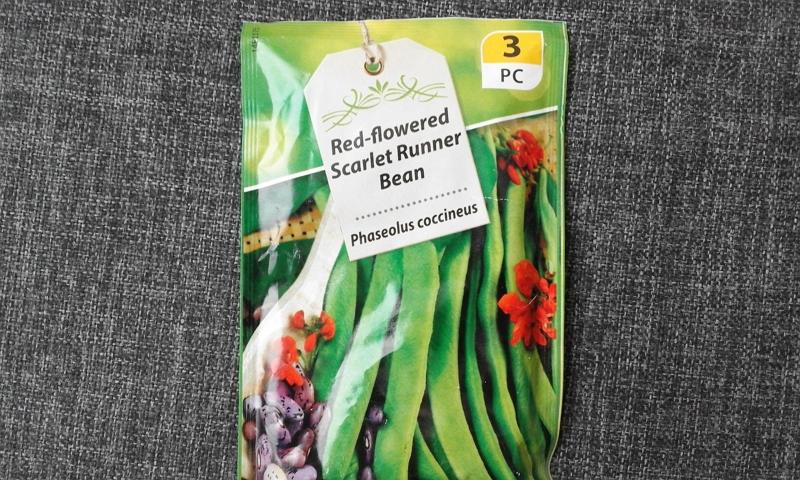 3
PC
Red-flowered
Scarlet Runner
Bean
Phaseolus coccineus